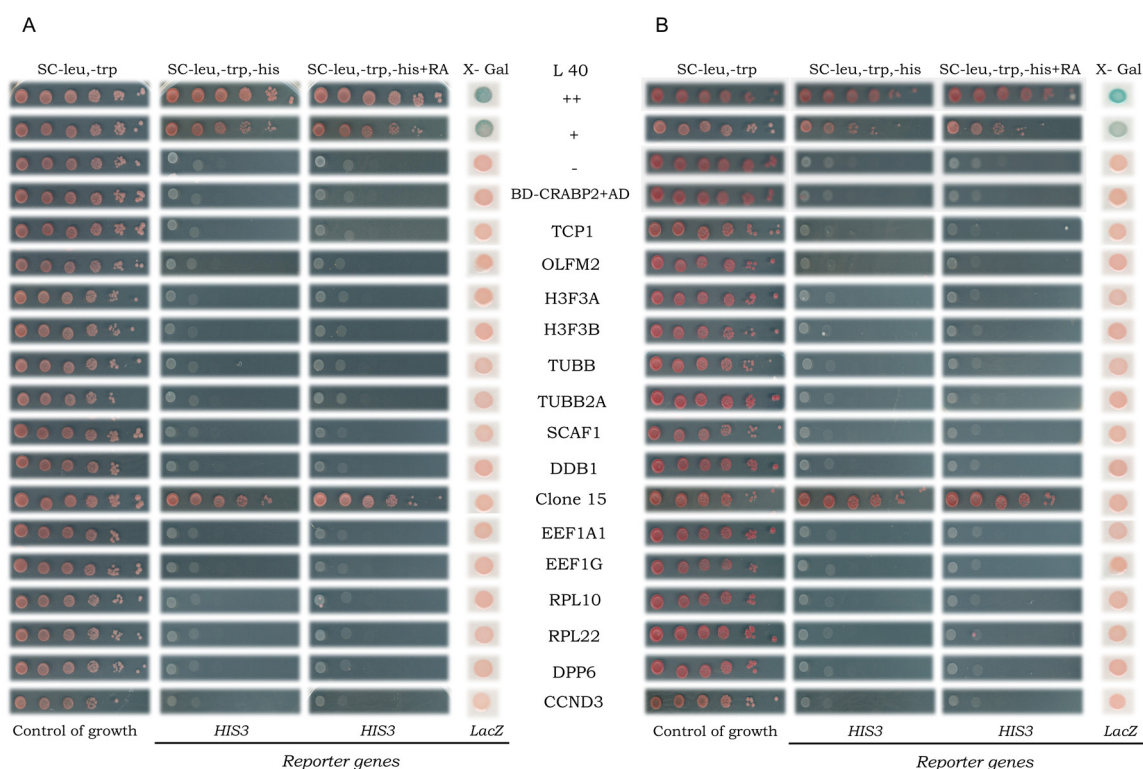 A
B
SC-leu,-trp SC-leu,-trp,-his SC-leu,-trp,-his+RA X- Gal L 40 SC-leu,-trp SC-leu,-trp,-his SC-leu,-trp,-his+RA X- Gal
++
+
-
BD-CRABP2+AD
TCP1
OLFM2
H3F3A
H3F3B
TUBB
TUBB2A
SCAF1
DDB1
Clone 15
EEF1A1
EEF1G
RPL10
RPL22
DPP6
CCND3
Control of growth HIS3 HIS3 LacZ Control of growth HIS3 HIS3 LacZ
Reporter genes Reporter genes